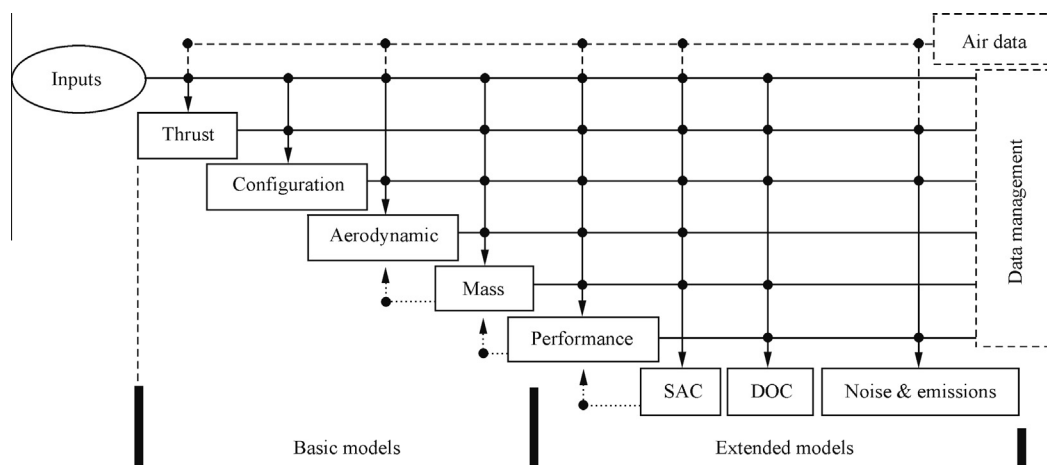 Air data
Inputs
Thrust
Configuration
Aerodynamic
Mass
Performance
SAC
DOC
Noise & emissions
Data management
Basic models
Extended models